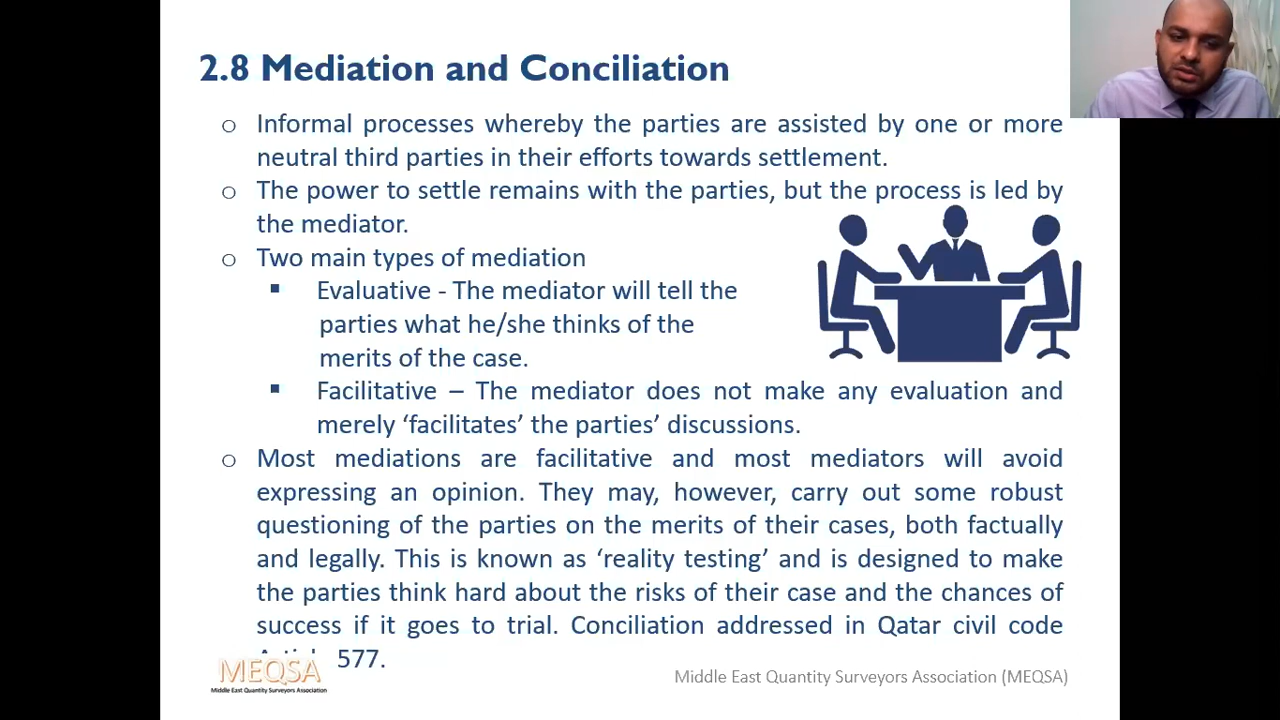 2.8 Mediation and Conciliation
o Informal processes whereby the parties are assisted by one or more
neutral third parties in their efforts towards settlement.
o The power to settle remains with the parties, but the process is led by
the mediator.
o Two main types of mediation
▪ Evaluative - The mediator will tell the
parties what he/she thinks of the
merits of the case.
▪ Facilitative – The mediator does not make any evaluation and
merely ‘facilitates’ the parties’ discussions.
o Most mediations are facilitative and most mediators will avoid
expressing an opinion. They may, however, carry out some robust
questioning of the parties on the merits of their cases, both factually
and legally. This is known as ‘reality testing’ and is designed to make
the parties think hard about the risks of their case and the chances of
success if it goes to trial. Conciliation addressed in Qatar civil code
577.
MEQSA
Middle East Quantity Surveyors Association
Middle East Quantity Surveyors Association (MEQSA)